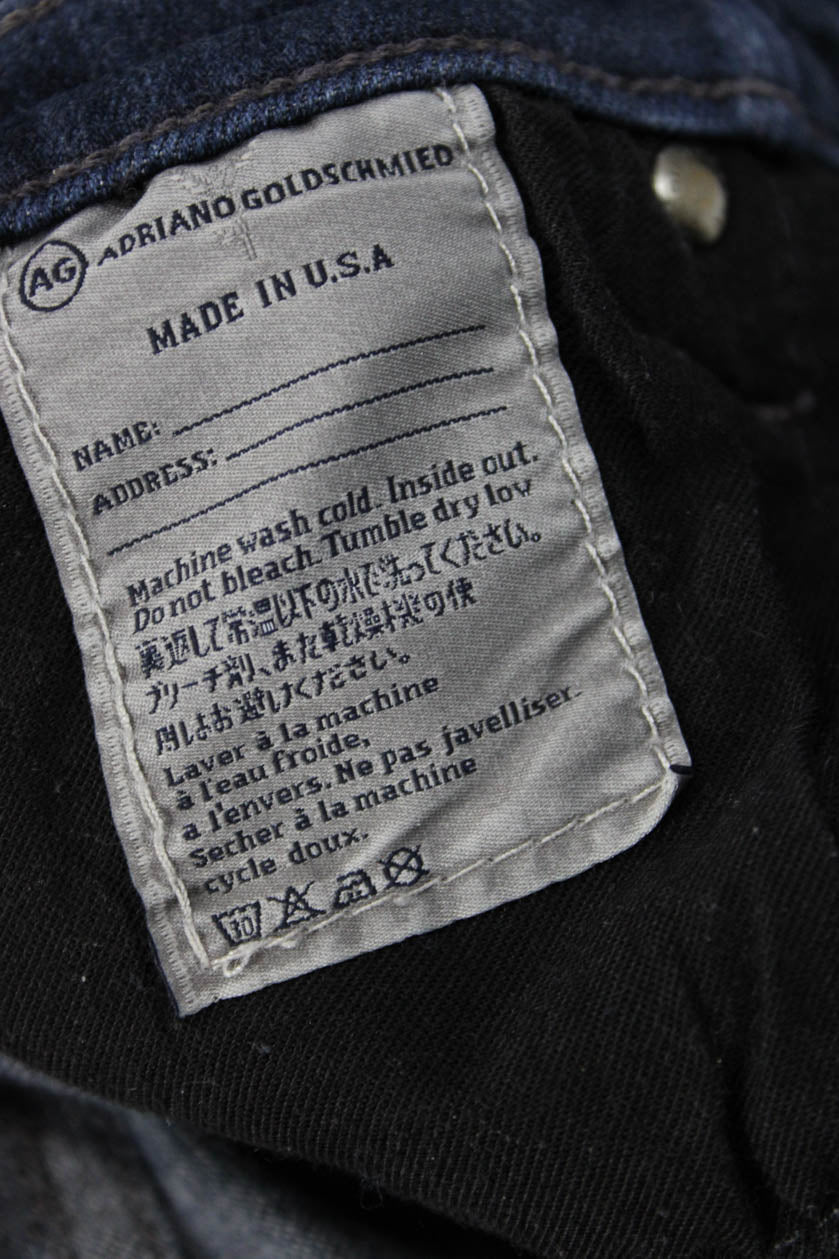 AG ADRIANO GOLDSCHMIED
MADE IN U.S.A
NAME:
ADDRESS:
Machine wash cold. Inside out.
Do not bleach. Tumble dry low
裏返して常温以下の水で洗ってください。
ブリーチ剤、また乾燥機の使
用はお避けください。
Laver à la machine
à l'eau froide,
a l'envers. Ne pas javelliser.
Secher à la machine
cycle doux.
30